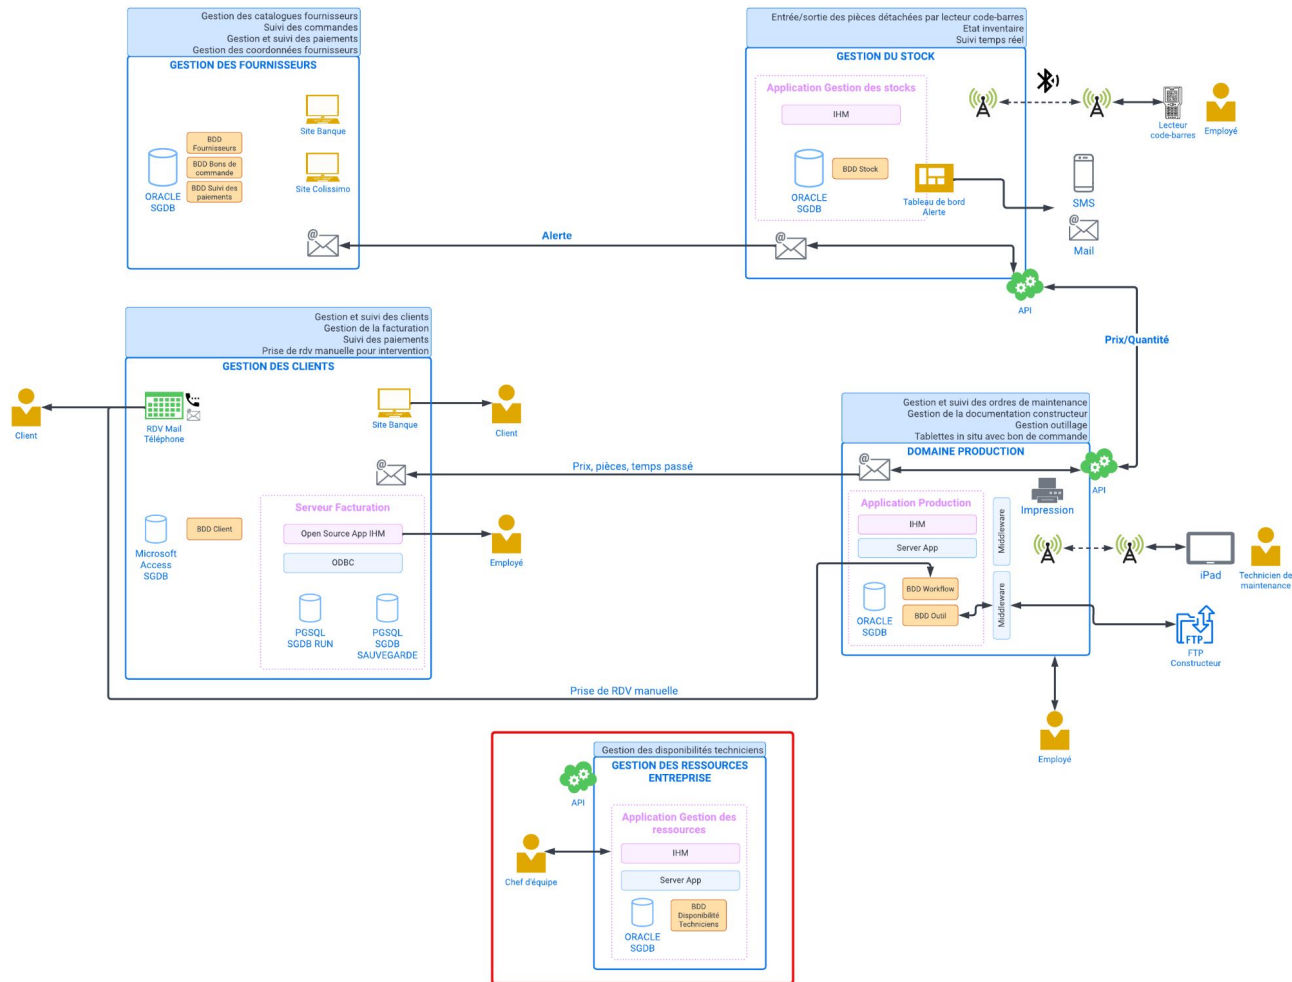 Gestion des catalogues fournisseurs
Suivi des commandes
Gestion et suivi des paiements
Gestion des coordonnées fournisseurs
GESTION DES FOURNISSEURS
Site Banque
BDD
Fournisseurs
BDD Bons de
commande
BDD Suivi des
paiements
ORACLE
SGDB
Site Colissimo
@
Alerte
Entrée/sortie des pièces détachées par lecteur code-barres
Etat inventaire
Suivi temps réel
GESTION DU STOCK
Application Gestion des stocks
IHM
ORACLE
SGDB
BDD Stock
Tableau de bord
Alerte
@
API
Lecteur
code-barres
Employé
SMS
@
Mail
Prix/Quantité
Gestion et suivi des clients
Gestion de la facturation
Suivi des paiements
Prise de rdv manuelle pour intervention
GESTION DES CLIENTS
Client
RDV Mail
Téléphone
Site Banque
Client
@
Prix, pièces, temps passé
Serveur Facturation
Open Source App IHM
ODBC
Employé
BDD Client
Microsoft
Access
SGDB
PGSQL
SGDB RUN
PGSQL
SGDB
SAUVEGARDE
Prise de RDV manuelle
Gestion et suivi des ordres de maintenance
Gestion de la documentation constructeur
Gestion outillage
Tablettes in situ avec bon de commande
DOMAINE PRODUCTION
@
API
Impression
Application Production
IHM
Server App
Middleware
BDD Workflow
BDD Outil
ORACLE
SGDB
Middleware
iPad
Technicien de
maintenance
FTP
FTP
Constructeur
Employé
Gestion des disponibilités techniciens
GESTION DES RESSOURCES
ENTREPRISE
API
Application Gestion des
ressources
IHM
Server App
Chef d'équipe
BDD
Disponibilité
Techniciens
ORACLE
SGDB